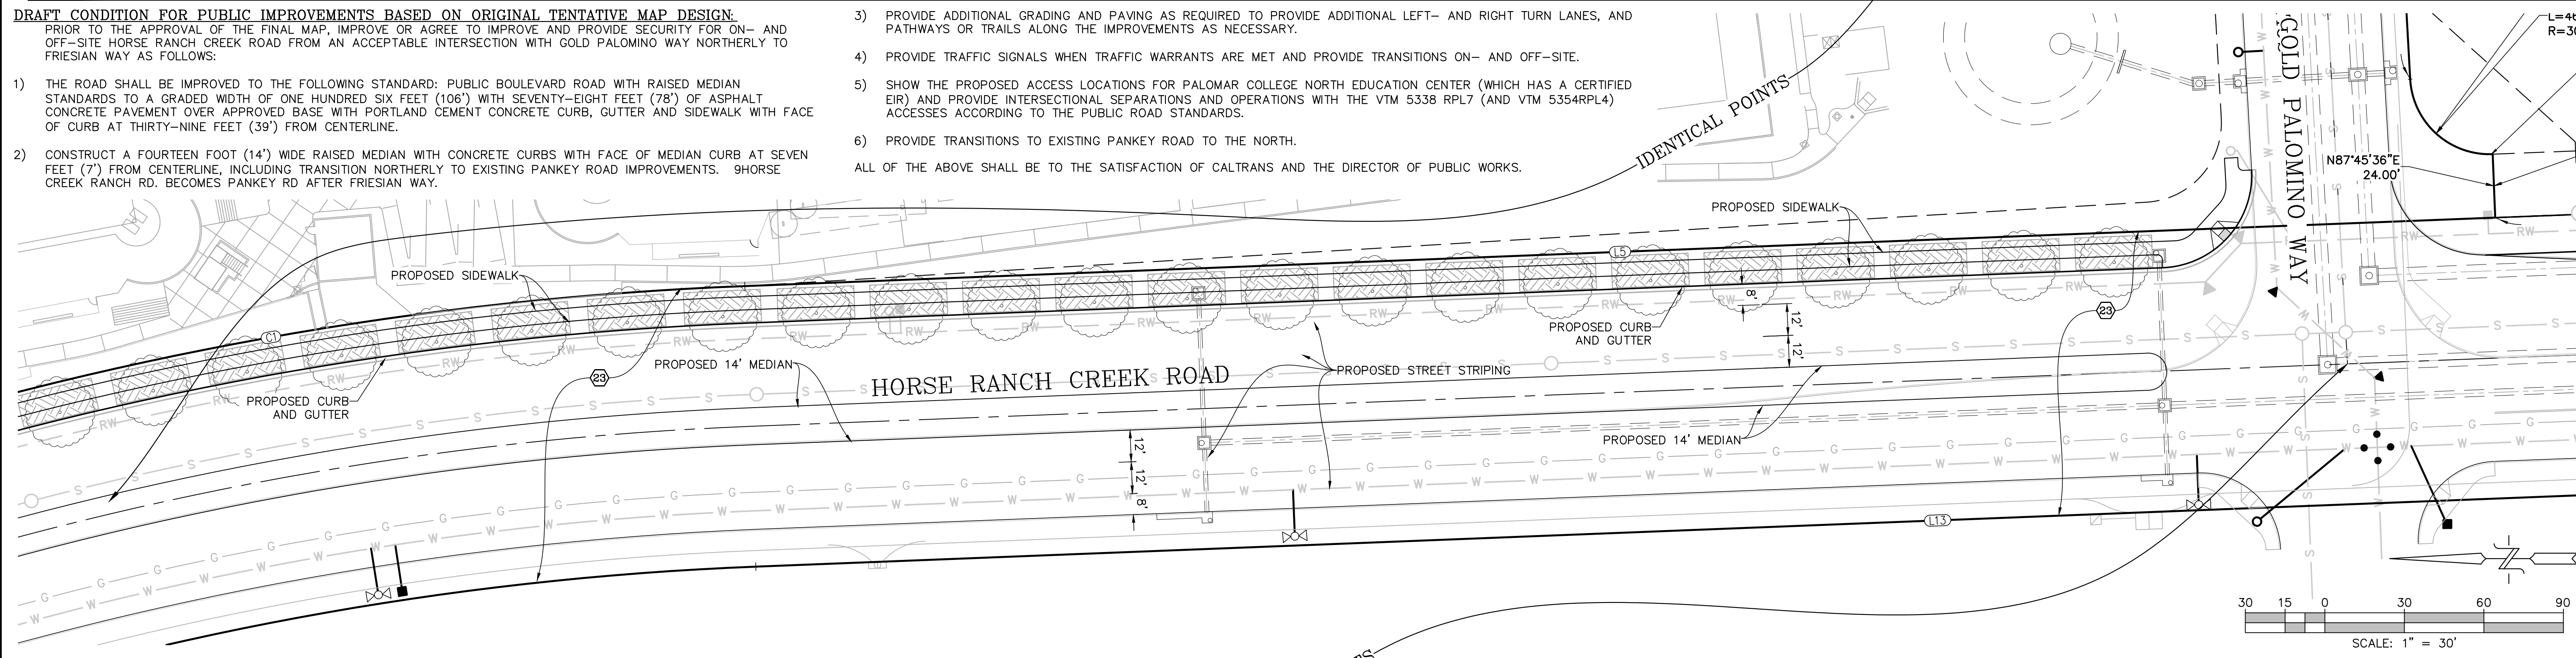 DRAFT CONDITION FOR PUBLIC IMPROVEMENTS BASED ON ORIGINAL TENTATIVE MAP DESIGN:
PRIOR TO THE APPROVAL OF THE FINAL MAP, IMPROVE OR AGREE TO IMPROVE AND PROVIDE SECURITY FOR ON- AND
OFF-SITE HORSE RANCH CREEK ROAD FROM AN ACCEPTABLE INTERSECTION WITH GOLD PALOMINO WAY NORTHERLY TO
FRIESIAN WAY AS FOLLOWS:
1) THE ROAD SHALL BE IMPROVED TO THE FOLLOWING STANDARD: PUBLIC BOULEVARD ROAD WITH RAISED MEDIAN
STANDARDS TO A GRADED WIDTH OF ONE HUNDRED SIX FEET (106') WITH SEVENTY-EIGHT FEET (78') OF ASPHALT
CONCRETE PAVEMENT OVER APPROVED BASE WITH PORTLAND CEMENT CONCRETE CURB, GUTTER AND SIDEWALK WITH FACE
OF CURB AT THIRTY-NINE FEET (39') FROM CENTERLINE.
2) CONSTRUCT A FOURTEEN FOOT (14') WIDE RAISED MEDIAN WITH CONCRETE CURBS WITH FACE OF MEDIAN CURB AT SEVEN
FEET (7') FROM CENTERLINE, INCLUDING TRANSITION NORTHERLY TO EXISTING PANKEY ROAD IMPROVEMENTS. 9HORSE
CREEK RANCH RD. BECOMES PANKEY RD AFTER FRIESIAN WAY.
3) PROVIDE ADDITIONAL GRADING AND PAVING AS REQUIRED TO PROVIDE ADDITIONAL LEFT- AND RIGHT TURN LANES, AND
PATHWAYS OR TRAILS ALONG THE IMPROVEMENTS AS NECESSARY.
4) PROVIDE TRAFFIC SIGNALS WHEN TRAFFIC WARRANTS ARE MET AND PROVIDE TRANSITIONS ON- AND OFF-SITE.
5) SHOW THE PROPOSED ACCESS LOCATIONS FOR PALOMAR COLLEGE NORTH EDUCATION CENTER (WHICH HAS A CERTIFIED
EIR) AND PROVIDE INTERSECTIONAL SEPARATIONS AND OPERATIONS WITH THE VTM 5338 RPL7 (AND VTM 5354RPL4)
ACCESSES ACCORDING TO THE PUBLIC ROAD STANDARDS.
6) PROVIDE TRANSITIONS TO EXISTING PANKEY ROAD TO THE NORTH.
ALL OF THE ABOVE SHALL BE TO THE SATISFACTION OF CALTRANS AND THE DIRECTOR OF PUBLIC WORKS.
IDENTICAL POINTS
GOLD PALOMINO WAY
N87°45'36"E
24.00'
PROPOSED SIDEWALK
L5
PROPOSED SIDEWALK
C1
8'
12'
12'
23
PROPOSED CURB
AND GUTTER
PROPOSED 14' MEDIAN
23
PROPOSED STREET STRIPING
HORSE RANCH CREEK ROAD
PROPOSED CURB
AND GUTTER
PROPOSED 14' MEDIAN
12'
12'
8'
L13
30 15 0 30 60 90
SCALE: 1" = 30'